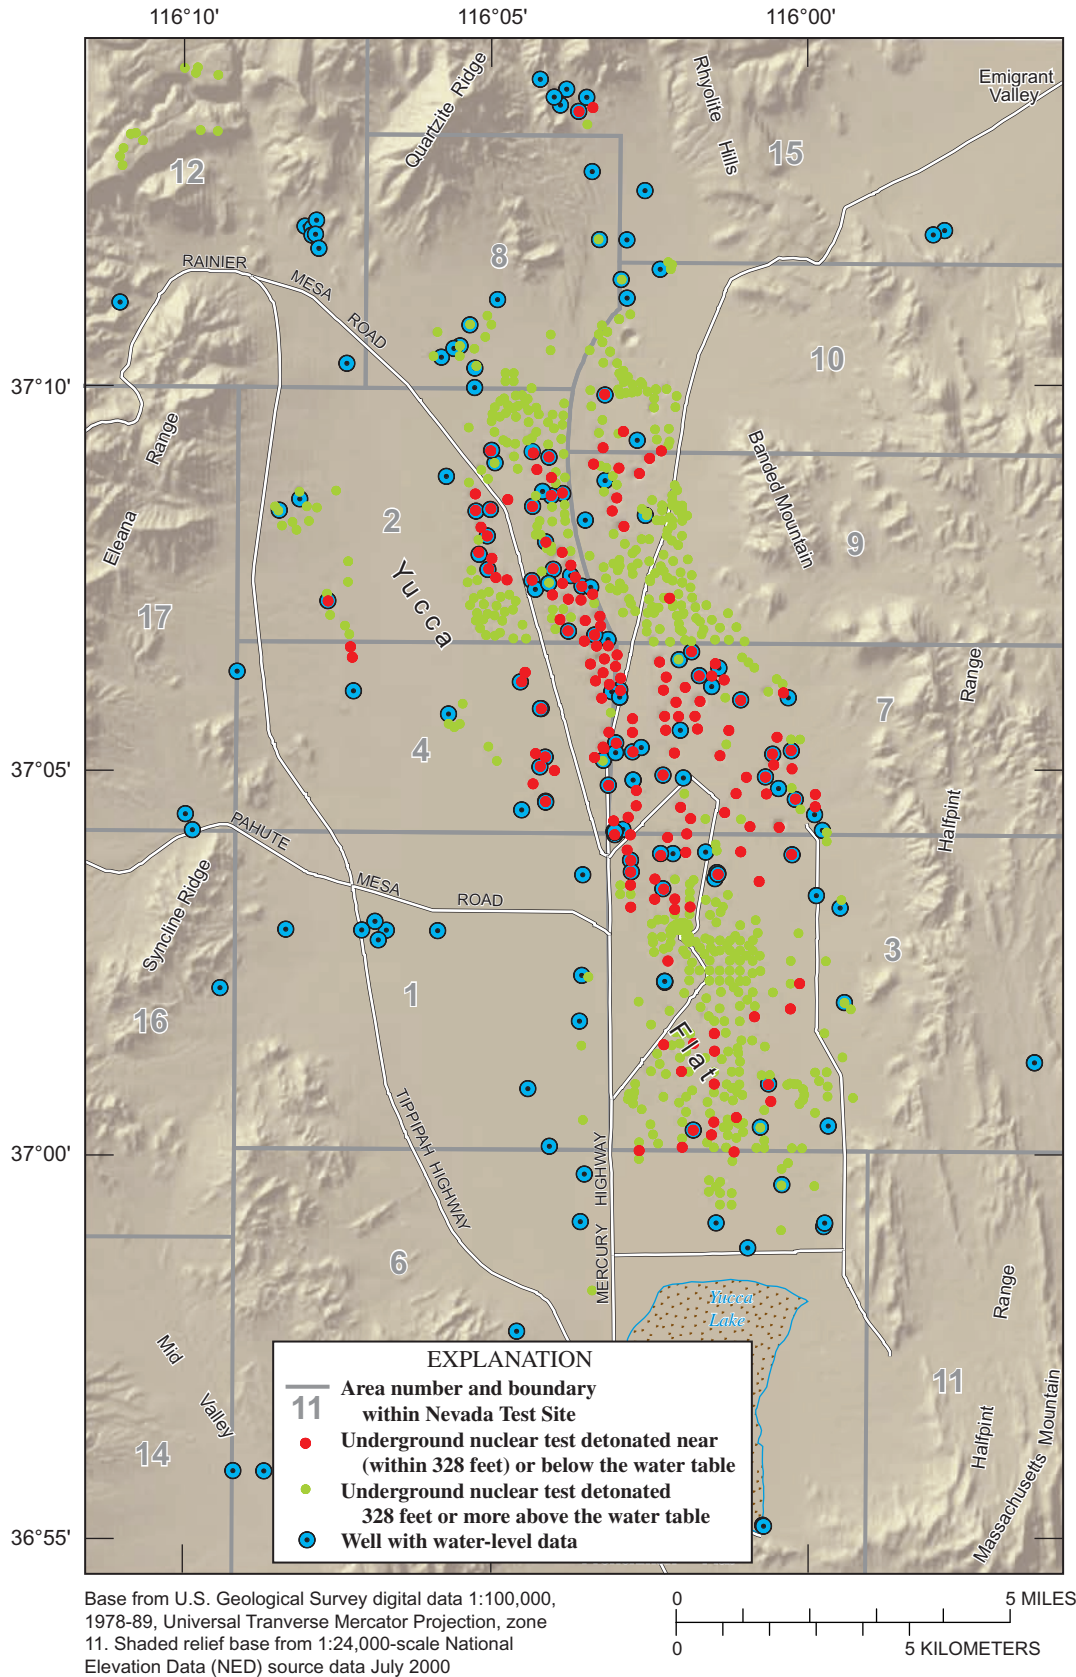 116°10'
116°05'
116°00'
Quartzite Ridge
Rhyolite
Hills
Emigrant
Valley
15
12
8
RAINIER
MESA
ROAD
10
37°10'
Range
Eleana
Banded Mountain
2
9
Yucca
17
Range
7
4
37°05'
Halfpint
PAHUTE
MESA
ROAD
Syncline Ridge
3
1
16
Flat
TIPPIPAH HIGHWAY
37°00'
MERCURY HIGHWAY
6
Range
Yucca
Lake
Mid
Valley
11
Halfpint
Massachusetts Mountain
14
36°55'
EXPLANATION
11 Area number and boundary
within Nevada Test Site
Underground nuclear test detonated near
(within 328 feet) or below the water table
Underground nuclear test detonated
328 feet or more above the water table
Well with water-level data
Base from U.S. Geological Survey digital data 1:100,000,
1978-89, Universal Tranverse Mercator Projection, zone
11. Shaded relief base from 1:24,000-scale National
Elevation Data (NED) source data July 2000
0 5 MILES
0 5 KILOMETERS